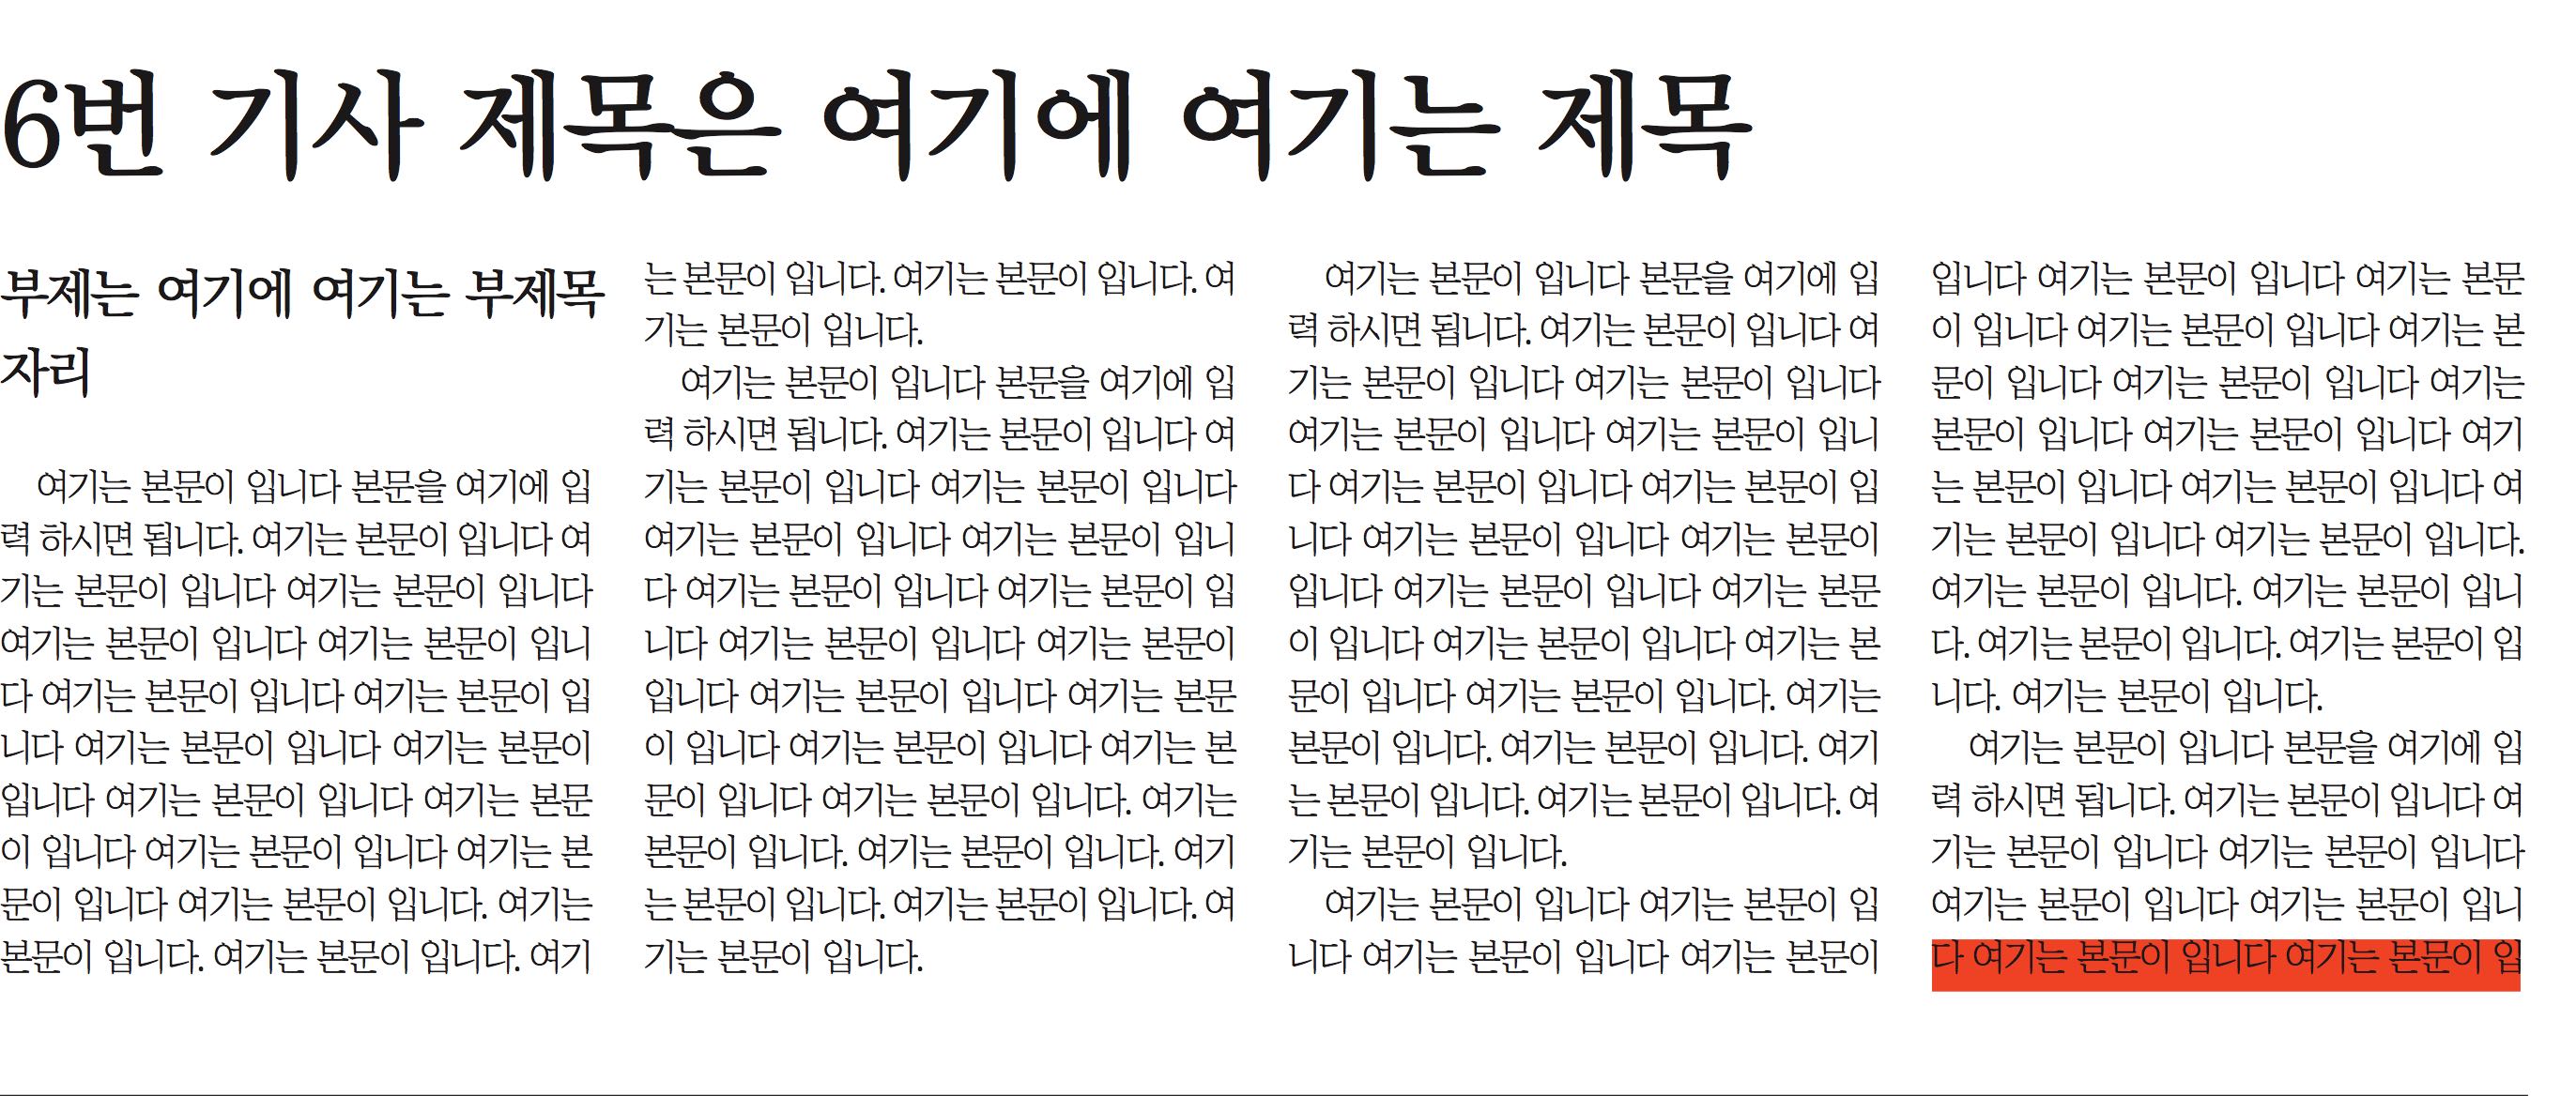 6번 기사 제목은 여기에 여기는 제목
부제는 여기에 여기는 부제목
자리
여기는 본문이 입니다 본문을 여기에 입
력 하시면 됩니다. 여기는 본문이 입니다 여
기는 본문이 입니다 여기는 본문이 입니다
여기는 본문이 입니다 여기는 본문이 입니
다 여기는 본문이 입니다 여기는 본문이 입
니다 여기는 본문이 입니다 여기는 본문이
입니다 여기는 본문이 입니다 여기는 본문
이 입니다 여기는 본문이 입니다 여기는 본
문이 입니다 여기는 본문이 입니다. 여기는
본문이 입니다. 여기는 본문이 입니다. 여기
는 본문이 입니다. 여기는 본문이 입니다. 여
기는 본문이 입니다.
여기는 본문이 입니다 본문을 여기에 입
력 하시면 됩니다. 여기는 본문이 입니다 여
기는 본문이 입니다 여기는 본문이 입니다
여기는 본문이 입니다 여기는 본문이 입니
다 여기는 본문이 입니다 여기는 본문이 입
니다 여기는 본문이 입니다 여기는 본문이
입니다 여기는 본문이 입니다 여기는 본문
이 입니다 여기는 본문이 입니다 여기는 본
문이 입니다 여기는 본문이 입니다. 여기는
본문이 입니다. 여기는 본문이 입니다. 여기
는 본문이 입니다. 여기는 본문이 입니다. 여
기는 본문이 입니다.
여기는 본문이 입니다 본문을 여기에 입
력 하시면 됩니다. 여기는 본문이 입니다 여
기는 본문이 입니다 여기는 본문이 입니다
여기는 본문이 입니다 여기는 본문이 입니
다 여기는 본문이 입니다 여기는 본문이 입
니다 여기는 본문이 입니다 여기는 본문이
입니다 여기는 본문이 입니다 여기는 본문
이 입니다 여기는 본문이 입니다 여기는 본
문이 입니다 여기는 본문이 입니다. 여기는
본문이 입니다. 여기는 본문이 입니다. 여기
는 본문이 입니다. 여기는 본문이 입니다. 여
기는 본문이 입니다.
여기는 본문이 입니다 여기는 본문이 입
니다 여기는 본문이 입니다 여기는 본문이
입니다 여기는 본문이 입니다 여기는 본문
이 입니다 여기는 본문이 입니다 여기는 본
문이 입니다 여기는 본문이 입니다 여기는
본문이 입니다 여기는 본문이 입니다 여기
는 본문이 입니다 여기는 본문이 입니다 여
기는 본문이 입니다 여기는 본문이 입니다.
여기는 본문이 입니다. 여기는 본문이 입니
다. 여기는 본문이 입니다. 여기는 본문이 입
니다. 여기는 본문이 입니다.
여기는 본문이 입니다 본문을 여기에 입
력 하시면 됩니다. 여기는 본문이 입니다 여
기는 본문이 입니다 여기는 본문이 입니다
여기는 본문이 입니다 여기는 본문이 입니
다 여기는 본문이 입니다 여기는 본문이 입